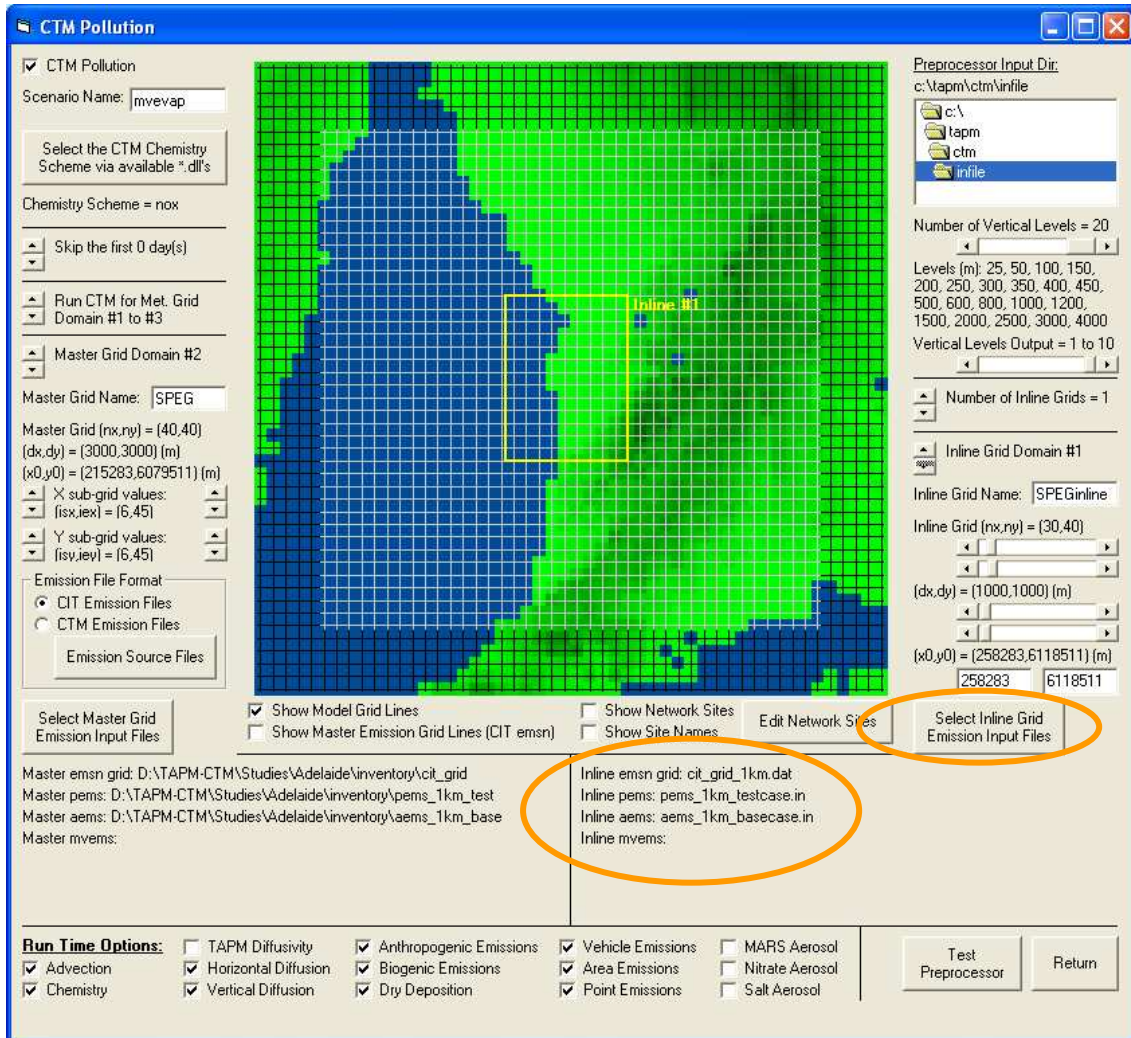 CTM Pollution
CTM Pollution
Scenario Name: mvevap
Select the CTM Chemistry
Scheme via available *.dll's
Chemistry Scheme = nox
Skip the first 0 day(s)
Run CTM for Met. Grid
Domain #1 to #3
Master Grid Domain #2
Master Grid Name: SPEG
Master Grid (nx,ny) = (40,40)
(dx,dy) = (3000,3000) (m)
(x0,y0) = (215283,6079511) (m)
X sub-grid values:
(isx,iex) = (6,45)
Y sub-grid values:
(isy,iey) = (6,45)
Emission File Format
CIT Emission Files
CTM Emission Files
Emission Source Files
Select Master Grid
Emission Input Files
Inline #1
Show Model Grid Lines
Show Master Emission Grid Lines (CIT emsn)
Show Network Sites
Show Site Names
Edit Network Sites
Preprocessor Input Dir:
c:\tapm\ctm\infile
c:\
tapm
ctm
infile
Number of Vertical Levels = 20
Levels (m): 25, 50, 100, 150,
200, 250, 300, 350, 400, 450,
500, 600, 800, 1000, 1200,
1500, 2000, 2500, 3000, 4000
Vertical Levels Output = 1 to 10
Number of Inline Grids = 1
Inline Grid Domain #1
Inline Grid Name: SPEGinline
Inline Grid (nx,ny) = (30,40)
(dx,dy) = (1000,1000) (m)
(x0,y0) = (258283,6118511) (m)
258283 6118511
Select Inline Grid
Emission Input Files
Master emsn grid: D:\TAPM-CTM\Studies\Adelaide\inventory\cit_grid
Master pems: D:\TAPM-CTM\Studies\Adelaide\inventory\pems_1km_test
Master aems: D:\TAPM-CTM\Studies\Adelaide\inventory\aems_1km_base
Master mvems:
Inline emsn grid: cit_grid_1km.dat
Inline pems: pems_1km_testcase.in
Inline aems: aems_1km_basecase.in
Inline mvems:
Run Time Options:
Advection
Chemistry
TAPM Diffusivity
Horizontal Diffusion
Vertical Diffusion
Anthropogenic Emissions
Biogenic Emissions
Dry Deposition
Vehicle Emissions
Area Emissions
Point Emissions
MARS Aerosol
Nitrate Aerosol
Salt Aerosol
Test
Preprocessor
Return